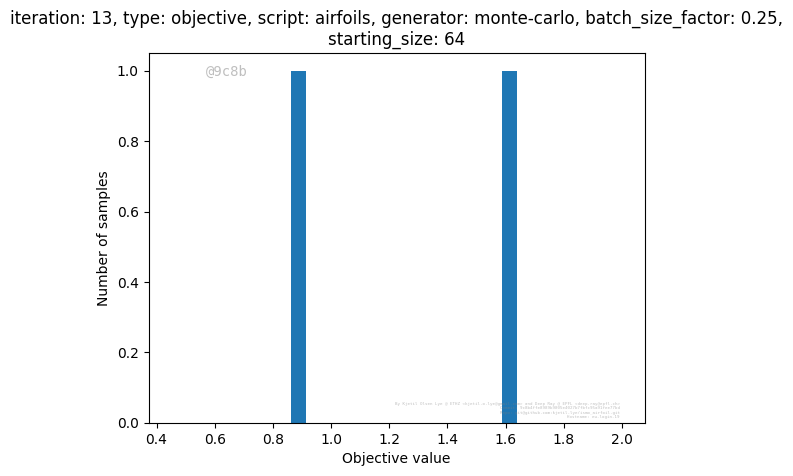 iteration: 13, type: objective, script: airfoils, generator: monte-carlo, batch_size_factor: 0.25,
starting_size: 64
@9c8b
1.0
0.8
0.6
0.4
0.2
0.0
Number of samples
0.4 0.6 0.8 1.0 1.2 1.4 1.6 1.8 2.0
Objective value